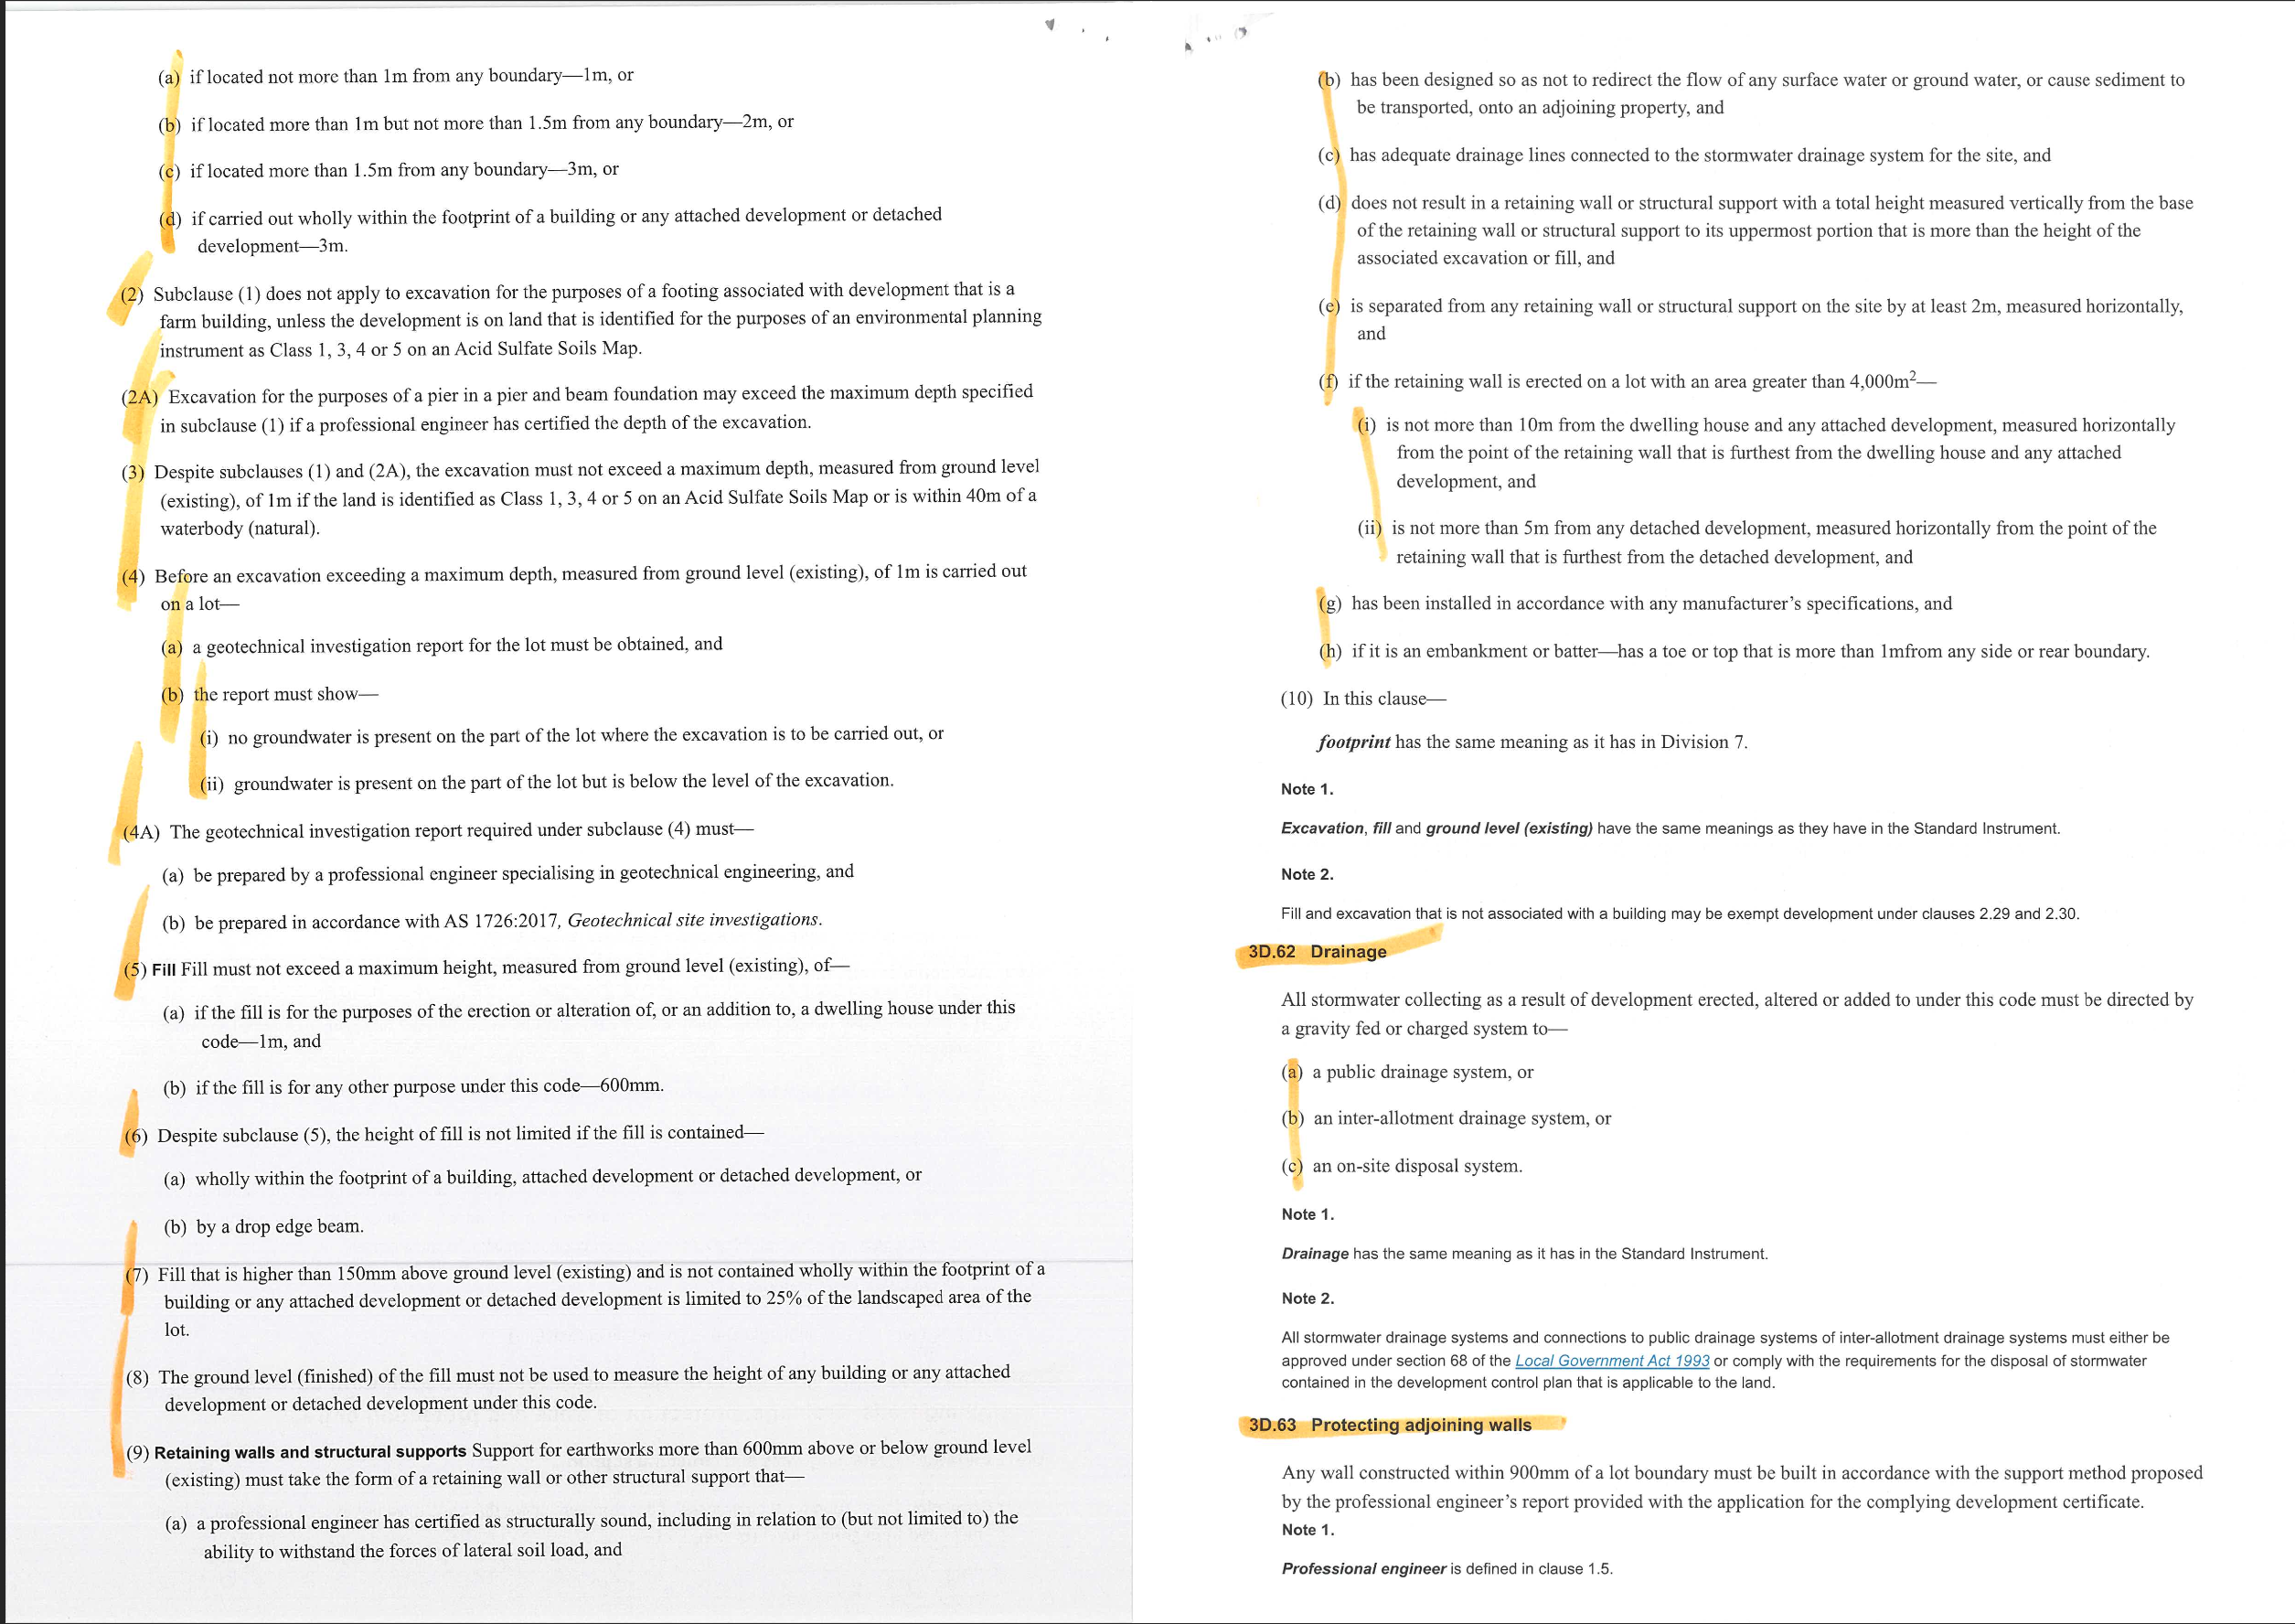 (a) if located not more than 1m from any boundary—1m, or
(b) if located more than 1m but not more than 1.5m from any boundary—2m, or
(c) if located more than 1.5m from any boundary—3m, or
(d) if carried out wholly within the footprint of a building or any attached development or detached
development—3m.
(2) Subclause (1) does not apply to excavation for the purposes of a footing associated with development that is a
farm building, unless the development is on land that is identified for the purposes of an environmental planning
instrument as Class 1, 3, 4 or 5 on an Acid Sulfate Soils Map.
(2A) Excavation for the purposes of a pier in a pier and beam foundation may exceed the maximum depth specified
in subclause (1) if a professional engineer has certified the depth of the excavation.
(3) Despite subclauses (1) and (2A), the excavation must not exceed a maximum depth, measured from ground level
(existing), of 1m if the land is identified as Class 1, 3, 4 or 5 on an Acid Sulfate Soils Map or is within 40m of a
waterbody (natural).
(4) Before an excavation exceeding a maximum depth, measured from ground level (existing), of 1m is carried out
on a lot—
(a) a geotechnical investigation report for the lot must be obtained, and
(b) the report must show—
(i) no groundwater is present on the part of the lot where the excavation is to be carried out, or
(ii) groundwater is present on the part of the lot but is below the level of the excavation.
(4A) The geotechnical investigation report required under subclause (4) must—
(a) be prepared by a professional engineer specialising in geotechnical engineering, and
(b) be prepared in accordance with AS 1726:2017, Geotechnical site investigations.
(5) Fill Fill must not exceed a maximum height, measured from ground level (existing), of—
(a) if the fill is for the purposes of the erection or alteration of, or an addition to, a dwelling house under this
code—1m, and
(b) if the fill is for any other purpose under this code—600mm.
(6) Despite subclause (5), the height of fill is not limited if the fill is contained—
(a) wholly within the footprint of a building, attached development or detached development, or
(b) by a drop edge beam.
(7) Fill that is higher than 150mm above ground level (existing) and is not contained wholly within the footprint of a
building or any attached development or detached development is limited to 25% of the landscaped area of the
lot.
(8) The ground level (finished) of the fill must not be used to measure the height of any building or any attached
development or detached development under this code.
(9) Retaining walls and structural supports Support for earthworks more than 600mm above or below ground level
(existing) must take the form of a retaining wall or other structural support that—
(a) a professional engineer has certified as structurally sound, including in relation to (but not limited to) the
ability to withstand the forces of lateral soil load, and
(b) has been designed so as not to redirect the flow of any surface water or ground water, or cause sediment to
be transported, onto an adjoining property, and
(c) has adequate drainage lines connected to the stormwater drainage system for the site, and
(d) does not result in a retaining wall or structural support with a total height measured vertically from the base
of the retaining wall or structural support to its uppermost portion that is more than the height of the
associated excavation or fill, and
(e) is separated from any retaining wall or structural support on the site by at least 2m, measured horizontally,
and
(f) if the retaining wall is erected on a lot with an area greater than 4,000m²—
(i) is not more than 10m from the dwelling house and any attached development, measured horizontally
from the point of the retaining wall that is furthest from the dwelling house and any attached
development, and
(ii) is not more than 5m from any detached development, measured horizontally from the point of the
retaining wall that is furthest from the detached development, and
(g) has been installed in accordance with any manufacturer's specifications, and
(h) if it is an embankment or batter—has a toe or top that is more than 1mfrom any side or rear boundary.
(10) In this clause—
footprint has the same meaning as it has in Division 7.
Note 1.
Excavation, fill and ground level (existing) have the same meanings as they have in the Standard Instrument.
Note 2.
Fill and excavation that is not associated with a building may be exempt development under clauses 2.29 and 2.30.
3D.62 Drainage
All stormwater collecting as a result of development erected, altered or added to under this code must be directed by
a gravity fed or charged system to—
(a) a public drainage system, or
(b) an inter-allotment drainage system, or
(c) an on-site disposal system.
Note 1.
Drainage has the same meaning as it has in the Standard Instrument.
Note 2.
All stormwater drainage systems and connections to public drainage systems of inter-allotment drainage systems must either be
approved under section 68 of the Local Government Act 1993 or comply with the requirements for the disposal of stormwater
contained in the development control plan that is applicable to the land.
3D.63 Protecting adjoining walls
Any wall constructed within 900mm of a lot boundary must be built in accordance with the support method proposed
by the professional engineer's report provided with the application for the complying development certificate.
Note 1.
Professional engineer is defined in clause 1.5.